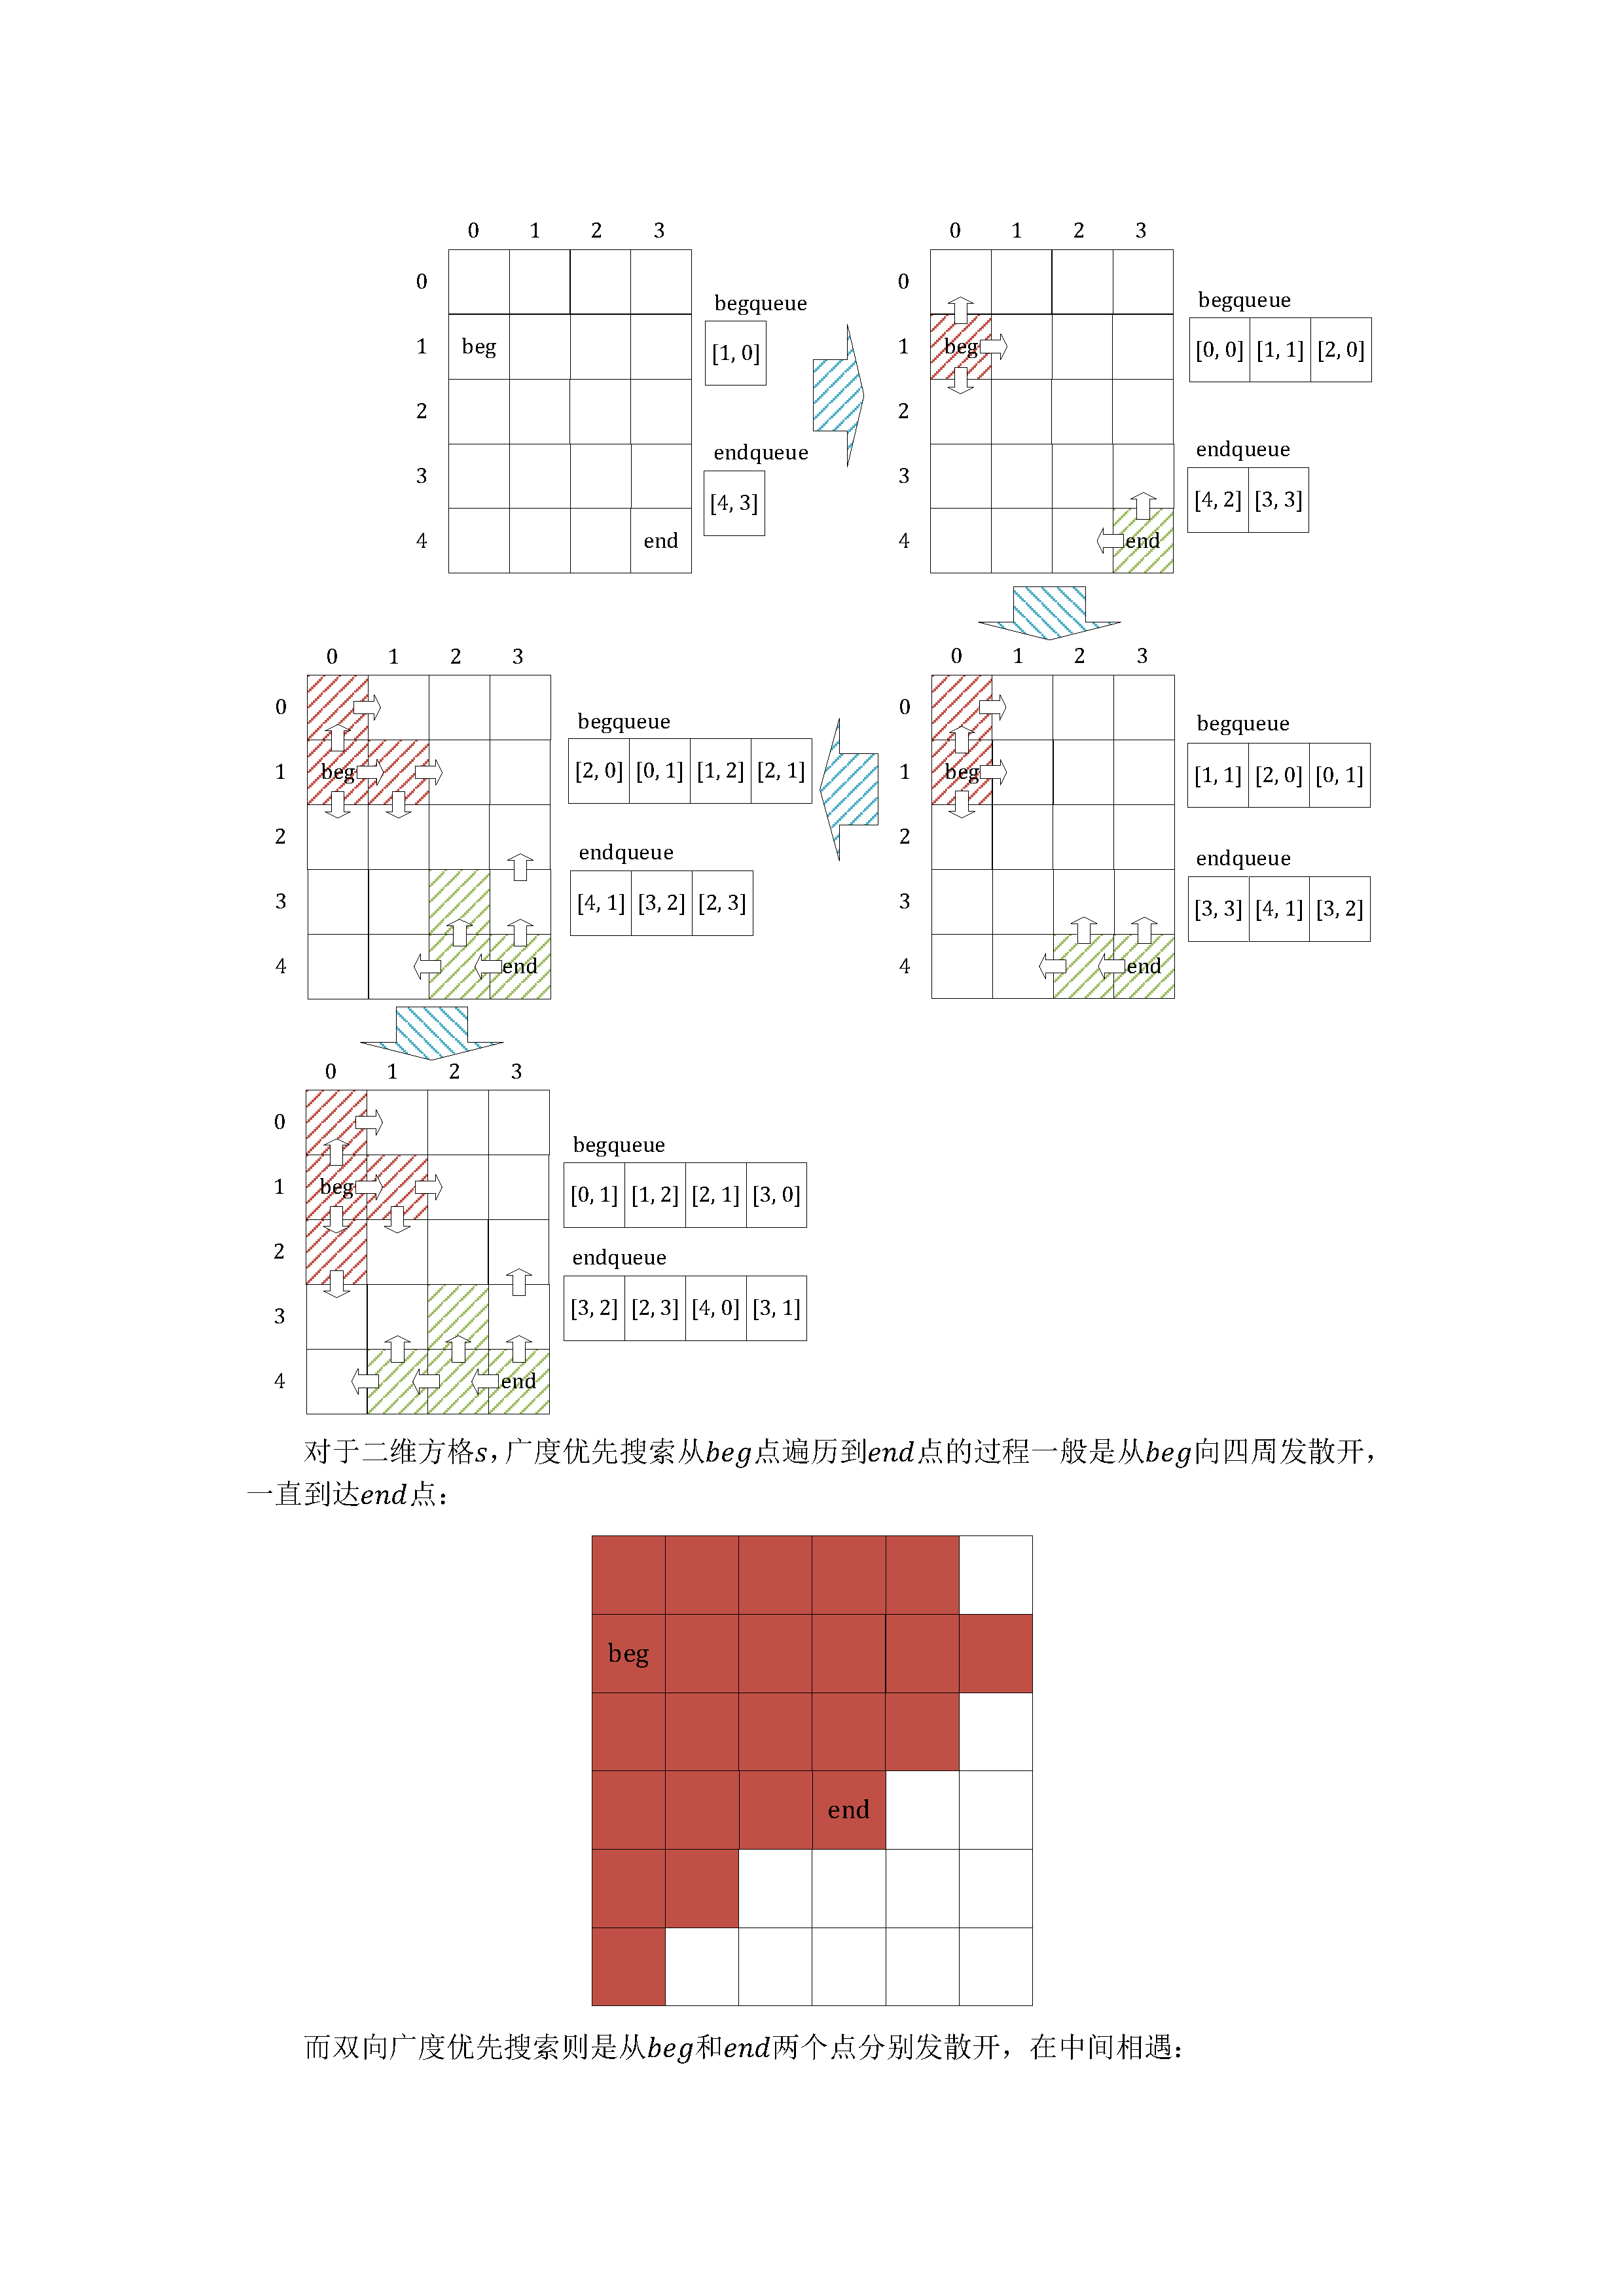 0 1 2 3
0
1 beg
2
3
4 end
begqueue
[1, 0]
endqueue
[4, 3]
0 1 2 3
0
1 beg
2
3
4 end
begqueue
[0, 0] [1, 1] [2, 0]
endqueue
[4, 2] [3, 3]
0 1 2 3
0
1 beg
2
3
4 end
begqueue
[2, 0] [0, 1] [1, 2] [2, 1]
endqueue
[4, 1] [3, 2] [2, 3]
0 1 2 3
0
1 beg
2
3
4 end
begqueue
[1, 1] [2, 0] [0, 1]
endqueue
[3, 3] [4, 1] [3, 2]
0 1 2 3
0
1 beg
2
3
4 end
begqueue
[0, 1] [1, 2] [2, 1] [3, 0]
endqueue
[3, 2] [2, 3] [4, 0] [3, 1]
对于二维方格s，广度优先搜索从beg点遍历到end点的过程一般是从beg向四周发散开，
一直到达end点：
beg
end
而双向广度优先搜索则是从beg和end两个点分别发散开，在中间相遇：